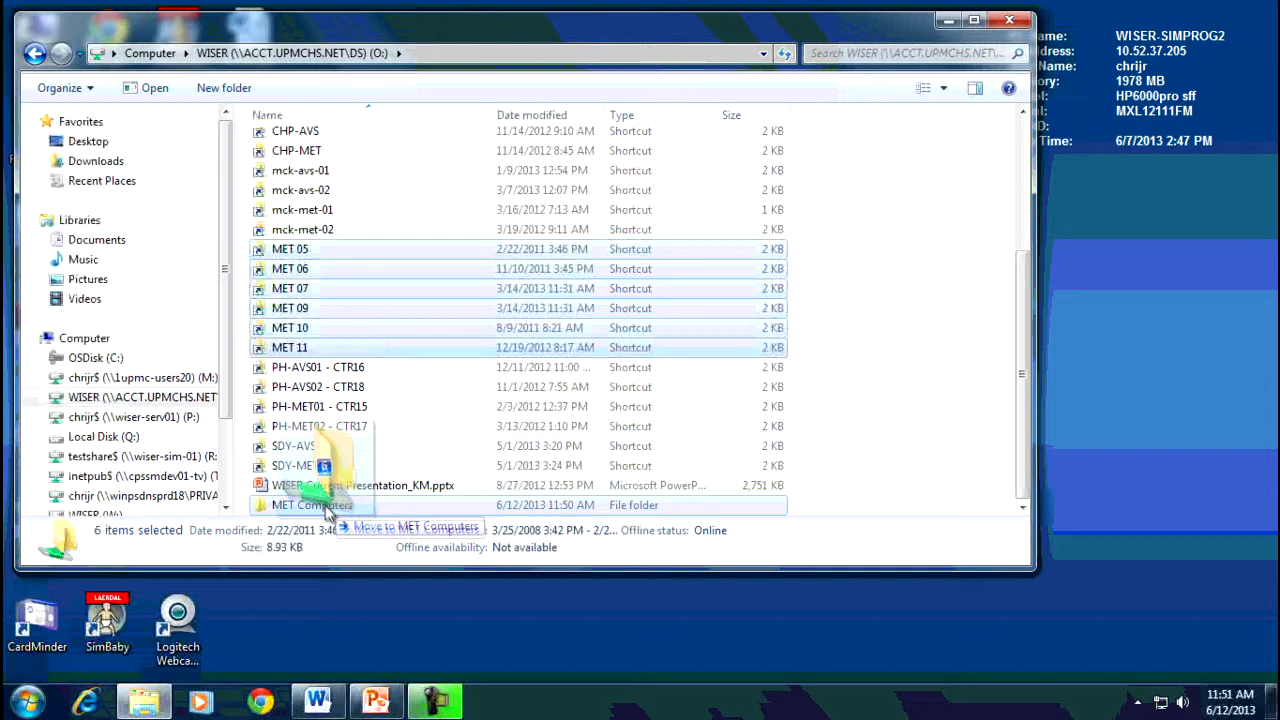 Computer WISER (\\ACCT.UPMCHS.NET\DS) (O:)
Search WISER (\\ACCT.UPMCHS.NET\...
Organize Open New folder
Favorites
Desktop
Downloads
Recent Places
Libraries
Documents
Music
Pictures
Videos
Computer
OSDisk (C:)
chrijr$ (\\1upmc-users20) (M:)
WISER (\\ACCT.UPMCHS.NET
chrijr$ (\\wiser-serv01) (P:)
Local Disk (Q:)
testshare$ (\\wiser-sim-01)
inetpub$ (\\cpssmdev01-tv)
chrijr (\\winpsdnsprd18\PRIVA
Name Date modified Type Size
CHP-AVS 11/14/2012 9:10 AM Shortcut 2 KB
CHP-MET 11/14/2012 8:45 AM Shortcut 2 KB
mck-avs-01 1/9/2013 12:54 PM Shortcut 2 KB
mck-avs-02 3/7/2013 12:07 PM Shortcut 2 KB
mck-met-01 3/16/2012 7:13 AM Shortcut 1 KB
mck-met-02 3/19/2012 9:11 AM Shortcut 2 KB
MET 05 2/22/2011 3:46 PM Shortcut 2 KB
MET 06 11/10/2011 3:45 PM Shortcut 2 KB
MET 07 3/14/2013 11:31 AM Shortcut 2 KB
MET 09 3/14/2013 11:31 AM Shortcut 2 KB
MET 10 8/9/2011 8:21 AM Shortcut 2 KB
MET 11 12/19/2012 8:17 AM Shortcut 2 KB
PH-AVS01 - CTR16 12/11/2012 11:00 ... Shortcut 2 KB
PH-AVS02 - CTR18 11/1/2012 7:55 AM Shortcut 2 KB
PH-MET01 - CTR15 2/3/2012 12:37 PM Shortcut 2 KB
PH-MET02 - CTR17 3/13/2012 1:10 PM Shortcut 2 KB
SDY-AVS 5/1/2013 3:20 PM Shortcut 2 KB
SDY-ME 5/1/2013 3:24 PM Shortcut 2 KB
WISER Current Presentation_KM.pptx 8/27/2012 12:53 PM Microsoft PowerP... 2,751 KB
MET Computers 6/12/2013 11:50 AM File folder
6
Move to MET Computers
6 items selected Date modified: 2/22/2011 3:4 3/25/2008 3:42 PM - 2/2... Offline status: Online
Size: 8.93 KB Offline availability: Not available
ame: WISER-SIMPROG2
ddress: 10.52.37.205
Name: chrijr
ory: 1978 MB
el: HP6000pro sff
MXL12111FM
D:
Time: 6/7/2013 2:47 PM
LAERDAL
CardMinder
SimBaby
Logitech
Webca...
11:51 AM
6/12/2013